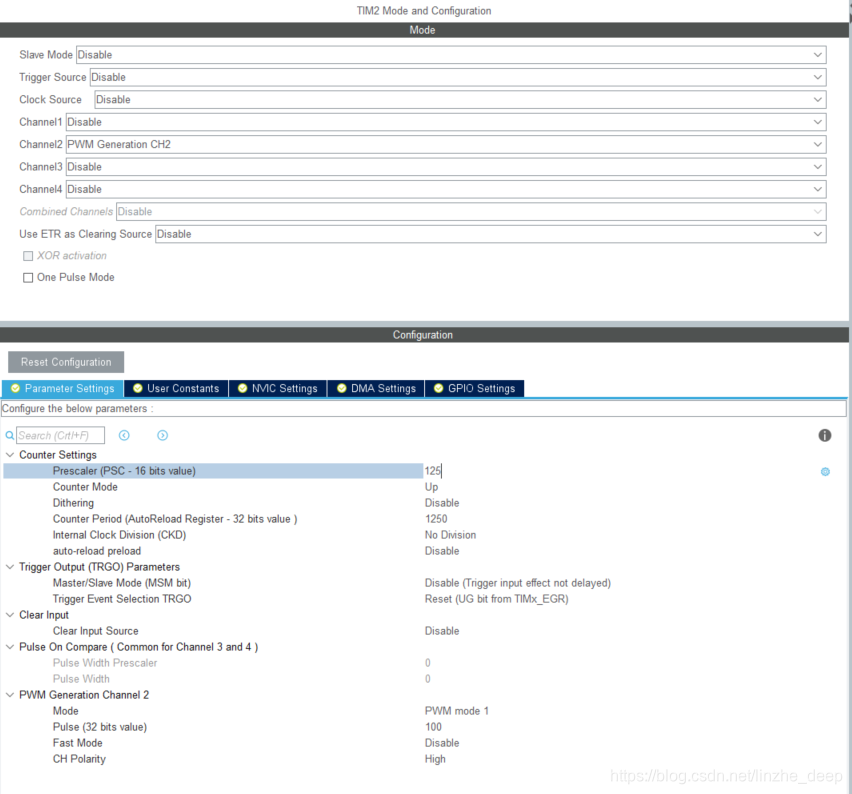 TIM2 Mode and Configuration
Mode
Slave Mode Disable
Trigger Source Disable
Clock Source Disable
Channel1 Disable
Channel2 PWM Generation CH2
Channel3 Disable
Channel4 Disable
Combined Channels Disable
Use ETR as Clearing Source Disable
XOR activation
One Pulse Mode
Configuration
Reset Configuration
Parameter Settings User Constants NVIC Settings DMA Settings GPIO Settings
Configure the below parameters :
Search (Crtl+F)
Counter Settings
Prescaler (PSC - 16 bits value) 125
Counter Mode Up
Dithering Disable
Counter Period (AutoReload Register - 32 bits value ) 1250
Internal Clock Division (CKD) No Division
auto-reload preload Disable
Trigger Output (TRGO) Parameters
Master/Slave Mode (MSM bit) Disable (Trigger input effect not delayed)
Trigger Event Selection TRGO Reset (UG bit from TIMx_EGR)
Clear Input
Clear Input Source Disable
Pulse On Compare ( Common for Channel 3 and 4 )
Pulse Width Prescaler 0
Pulse Width 0
PWM Generation Channel 2
Mode PWM mode 1
Pulse (32 bits value) 100
Fast Mode Disable
CH Polarity High
https://blog.csdn.net/linzhe_deep